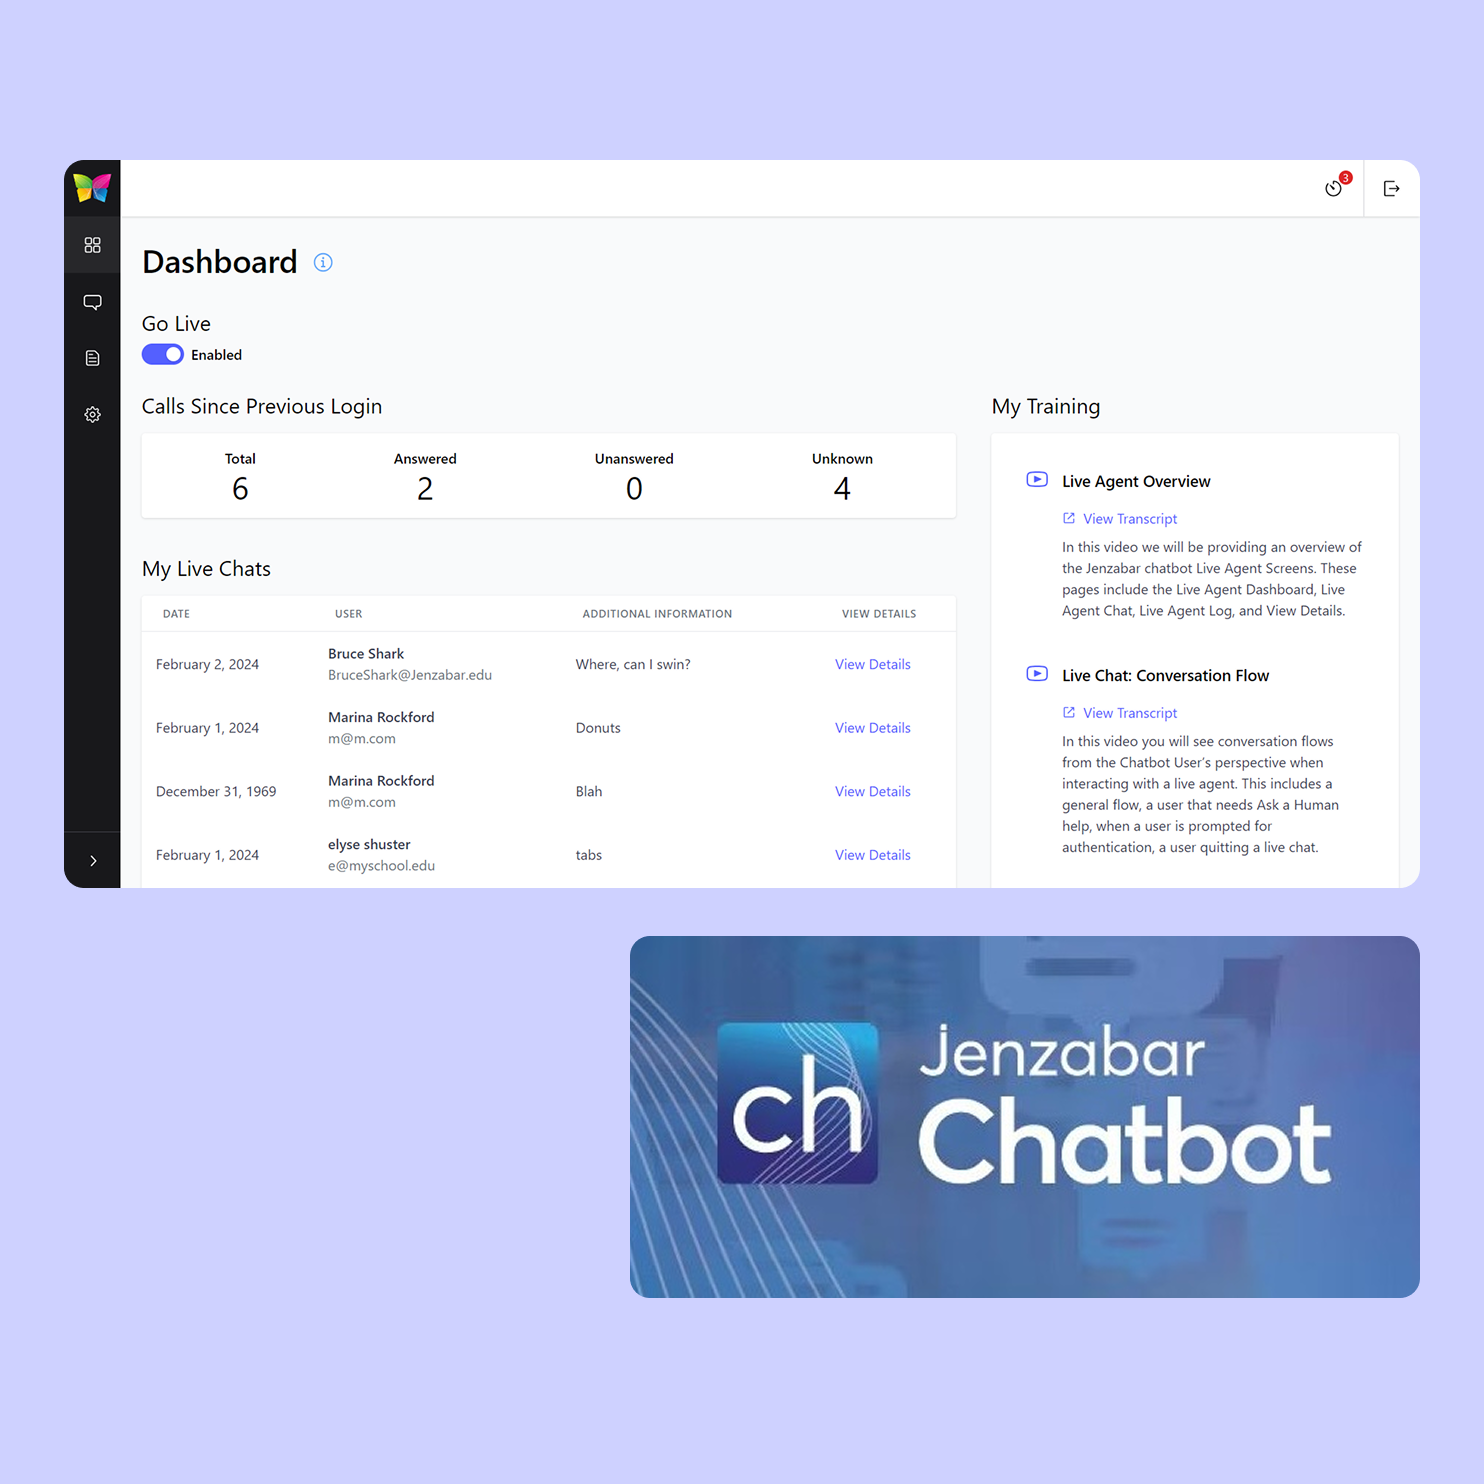 3
Dashboard
Go Live
Enabled
Calls Since Previous Login
Total Answered Unanswered Unknown
6 2 0 4
My Live Chats
DATE USER ADDITIONAL INFORMATION VIEW DETAILS
February 2, 2024 Bruce Shark Where, can I swin? View Details
BruceShark@Jenzabar.edu
February 1, 2024 Marina Rockford Donuts View Details
m@m.com
December 31, 1969 Marina Rockford Blah View Details
m@m.com
February 1, 2024 elyse shuster tabs View Details
e@myschool.edu
My Training
Live Agent Overview
View Transcript
In this video we will be providing an overview of
the Jenzabar chatbot Live Agent Screens. These
pages include the Live Agent Dashboard, Live
Agent Chat, Live Agent Log, and View Details.
Live Chat: Conversation Flow
View Transcript
In this video you will see conversation flows
from the Chatbot User's perspective when
interacting with a live agent. This includes a
general flow, a user that needs Ask a Human
help, when a user is prompted for
authentication, a user quitting a live chat.
ch
Jenzabar
Chatbot